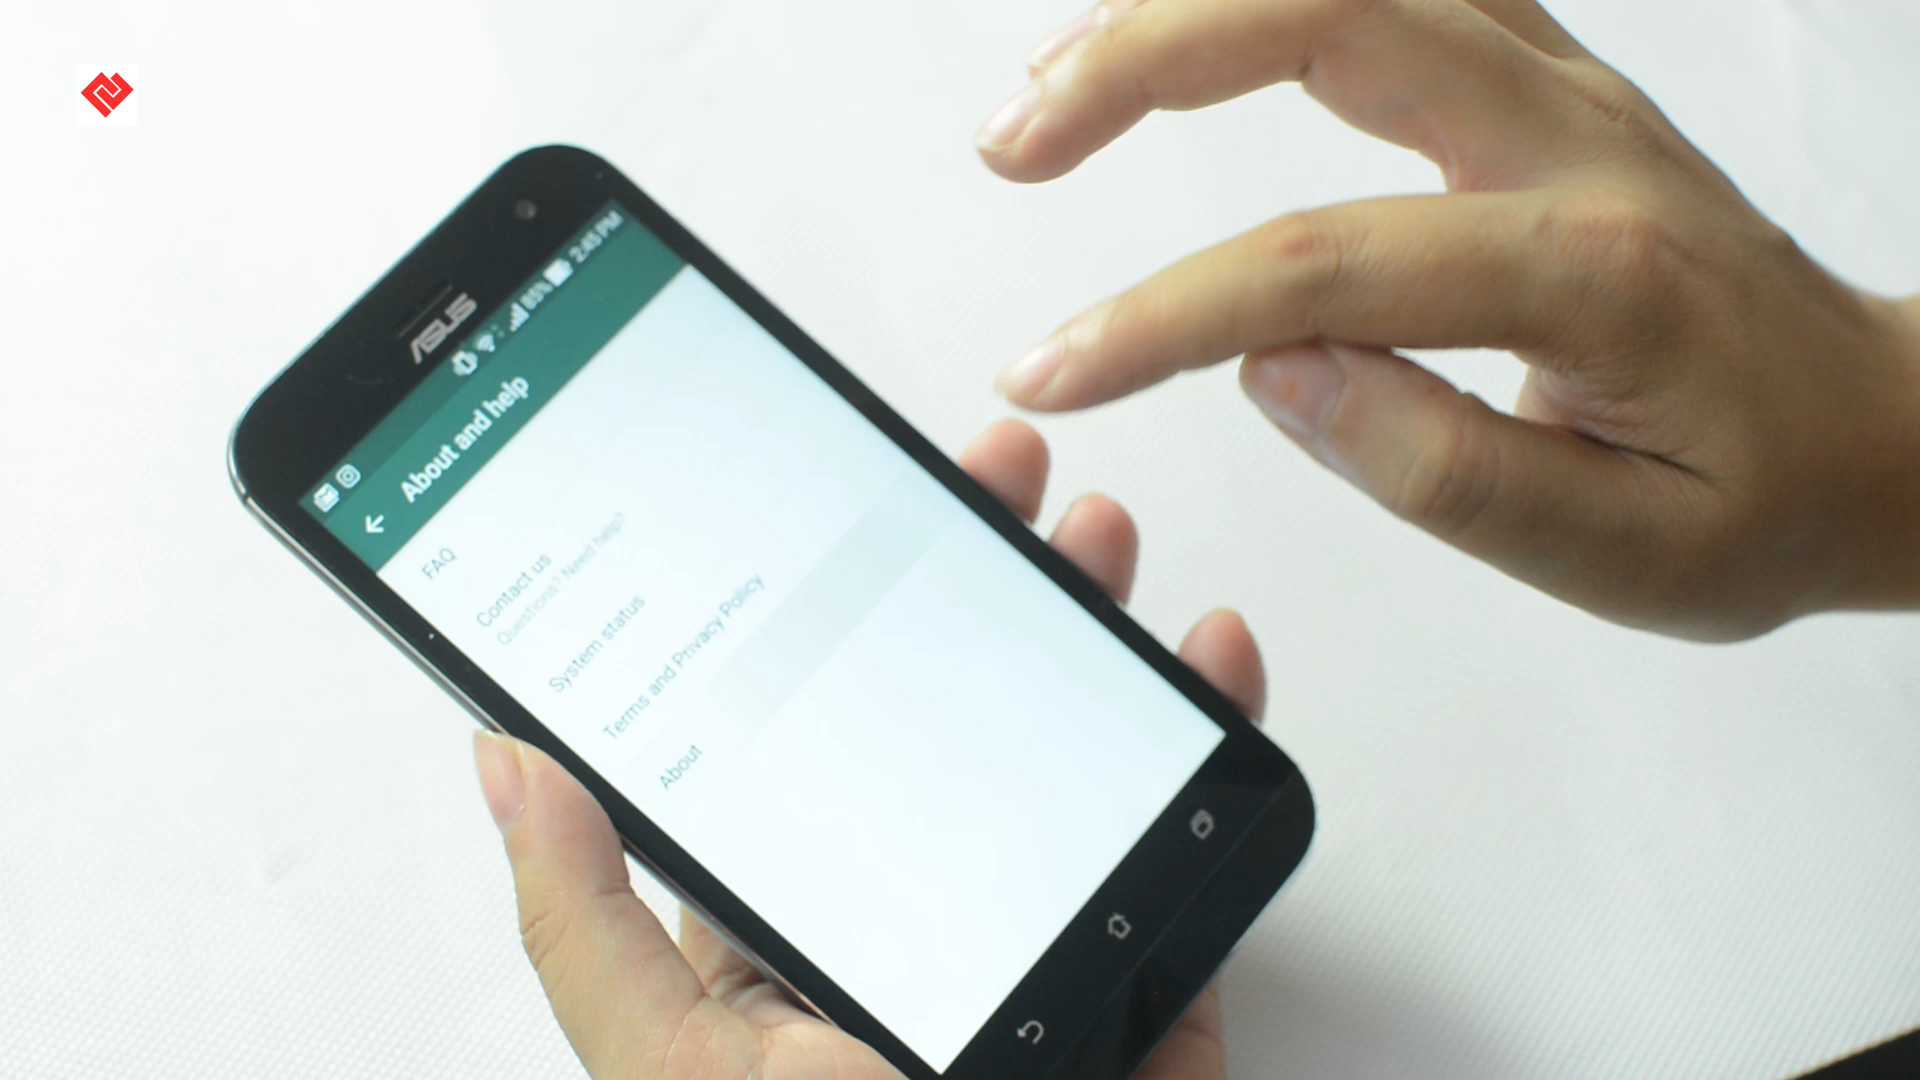 ASUS
85% 2:45 PM
About and help
FAQ
Contact us
Questions? Need help?
System status
Terms and Privacy Policy
About